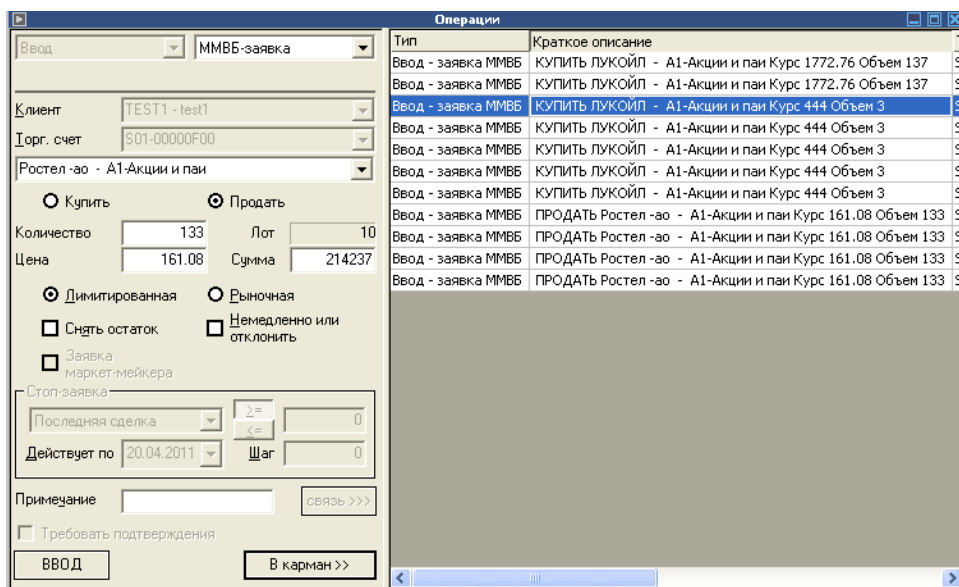 Операции
Ввод ММВБ-заявка
Клиент TEST1 - test1
Торг. счет S01-00000F00
Ростел -ао - А1-Акции и паи
Купить Продать
Количество 133 Лот 10
Цена 161.08 Сумма 214237
Лимитированная Рыночная
Снять остаток Немедленно или
отклонить
Заявка
маркет-мейкера
Стоп-заявка
Последняя сделка >= 0
<=
Действует по 20.04.2011 Шаг 0
Примечание связь >>>
Требовать подтверждения
ВВОД В карман >>
Тип Краткое описание
Ввод - заявка ММВБ КУПИТЬ ЛУКОЙЛ - А1-Акции и паи Курс 1772.76 Объем 137
Ввод - заявка ММВБ КУПИТЬ ЛУКОЙЛ - А1-Акции и паи Курс 1772.76 Объем 137
Ввод - заявка ММВБ КУПИТЬ ЛУКОЙЛ - А1-Акции и паи Курс 444 Объем 3
Ввод - заявка ММВБ КУПИТЬ ЛУКОЙЛ - А1-Акции и паи Курс 444 Объем 3
Ввод - заявка ММВБ КУПИТЬ ЛУКОЙЛ - А1-Акции и паи Курс 444 Объем 3
Ввод - заявка ММВБ КУПИТЬ ЛУКОЙЛ - А1-Акции и паи Курс 444 Объем 3
Ввод - заявка ММВБ КУПИТЬ ЛУКОЙЛ - А1-Акции и паи Курс 444 Объем 3
Ввод - заявка ММВБ ПРОДАТЬ Ростел -ао - А1-Акции и паи Курс 161.08 Объем 133
Ввод - заявка ММВБ ПРОДАТЬ Ростел -ао - А1-Акции и паи Курс 161.08 Объем 133
Ввод - заявка ММВБ ПРОДАТЬ Ростел -ао - А1-Акции и паи Курс 161.08 Объем 133
Ввод - заявка ММВБ ПРОДАТЬ Ростел -ао - А1-Акции и паи Курс 161.08 Объем 133